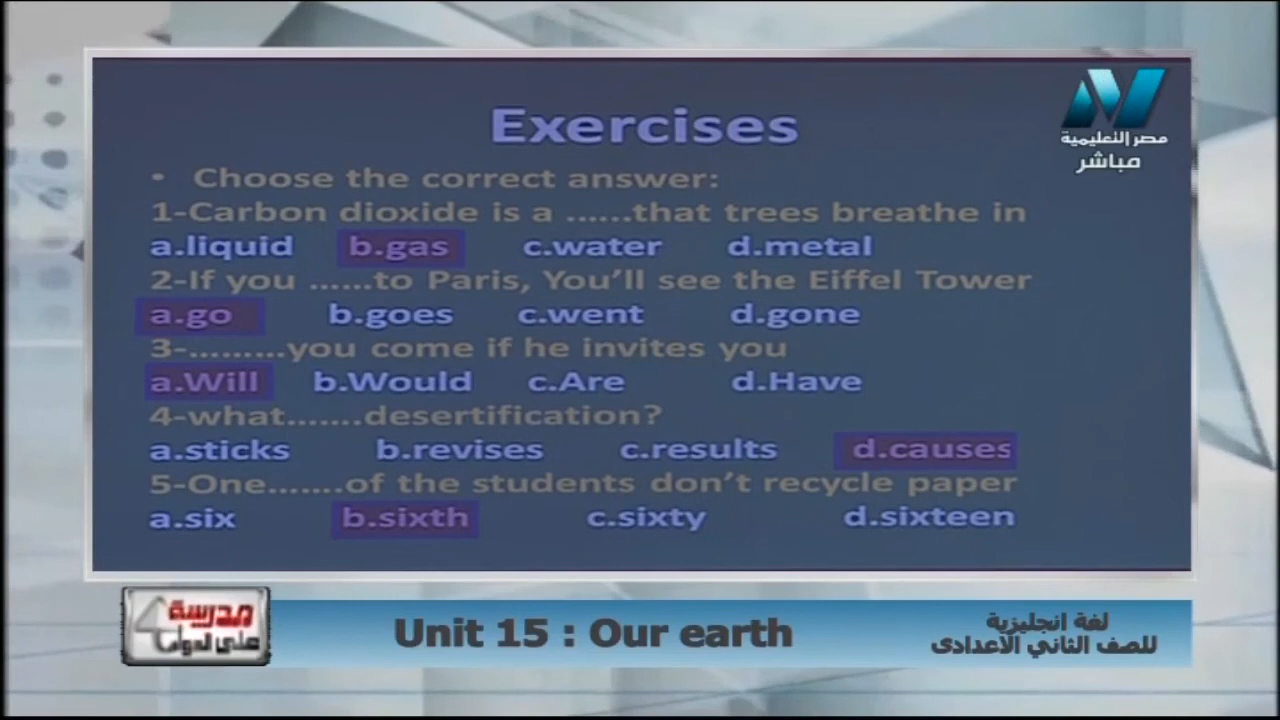 Exercises
مصر التعليمية
مباشر
• Choose the correct answer:
1-Carbon dioxide is a ......that trees breathe in
a.liquid b.gas c.water d.metal
2-If you ......to Paris, You’ll see the Eiffel Tower
a.go b.goes c.went d.gone
3-.........you come if he invites you
a.Will b.Would c.Are d.Have
4-what.......desertification?
a.sticks b.revises c.results d.causes
5-One.......of the students don’t recycle paper
a.six b.sixth c.sixty d.sixteen
مدرسة
على الهواء
Unit 15 : Our earth
لغة انجليزية
للصف الثاني الاعدادى